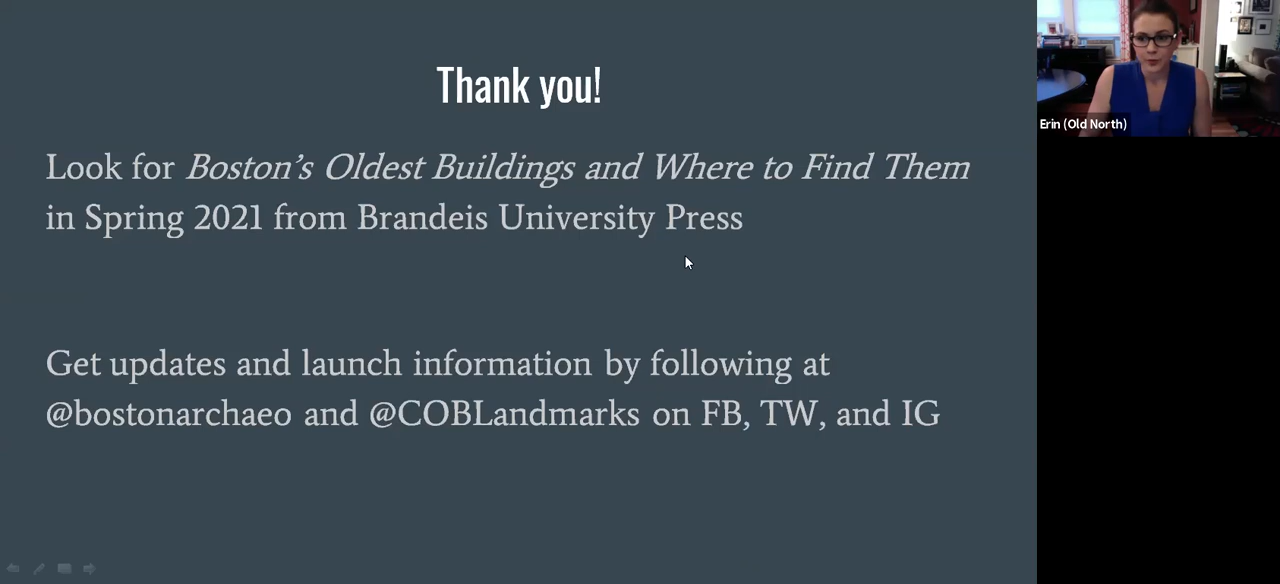 Thank you!
Look for Boston's Oldest Buildings and Where to Find Them
in Spring 2021 from Brandeis University Press
Get updates and launch information by following at
@bostonarchaeo and @COBLandmarks on FB, TW, and IG
Erin (Old North)